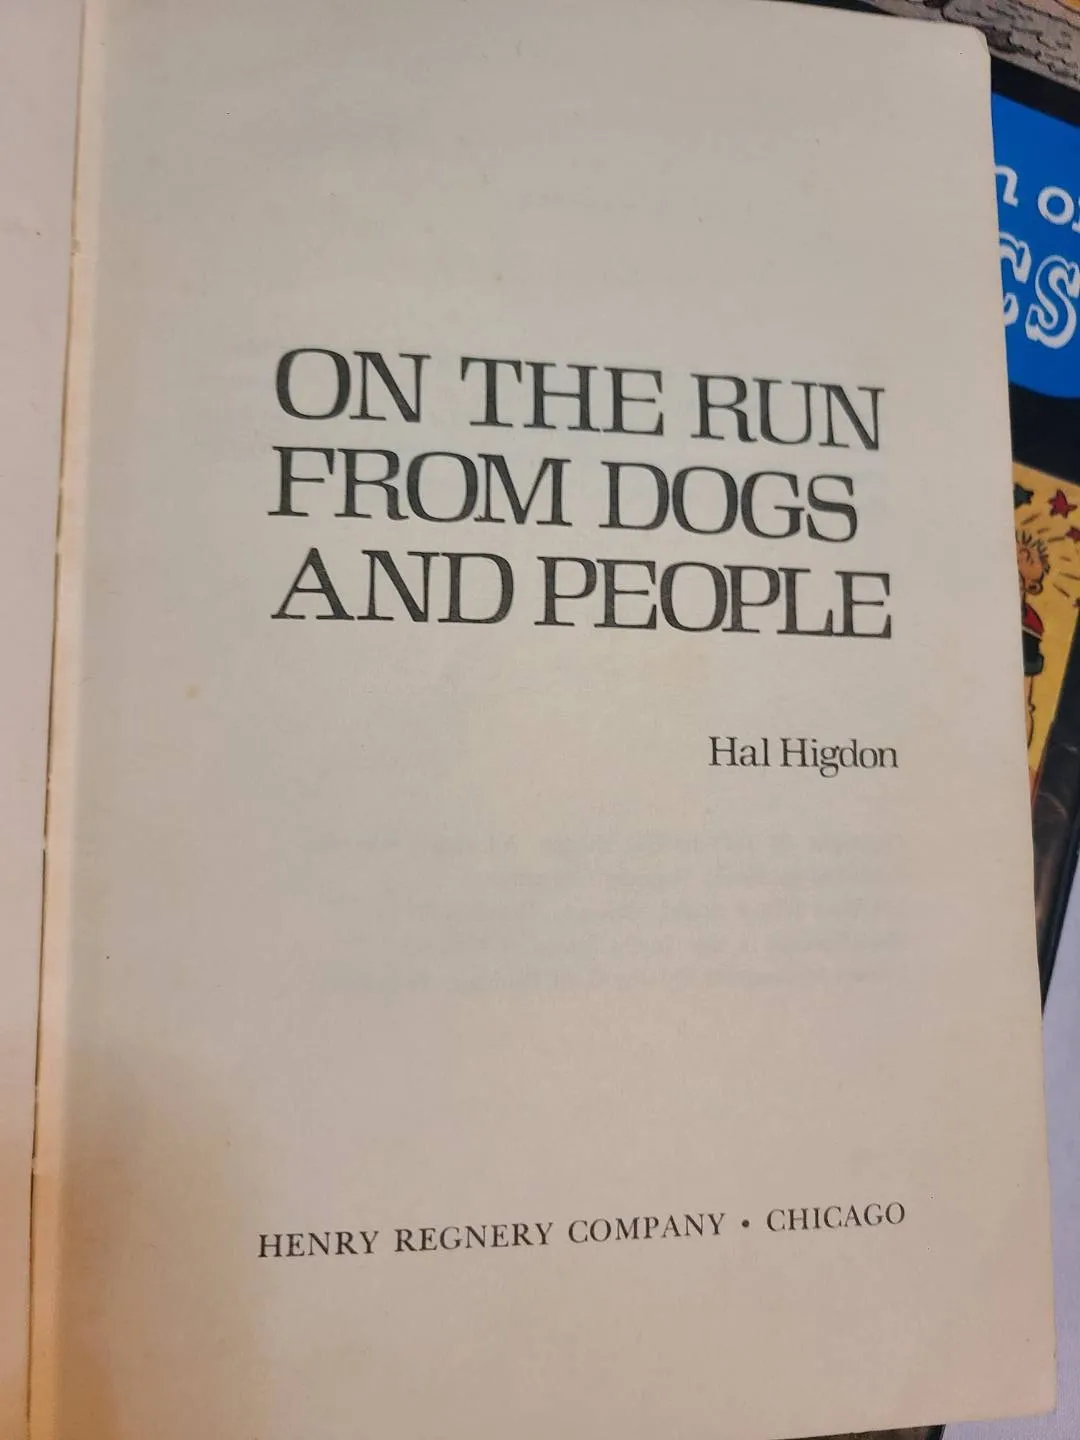 ON THE RUN
FROM DOGS
AND PEOPLE
Hal Higdon
HENRY REGNERY COMPANY • CHICAGO